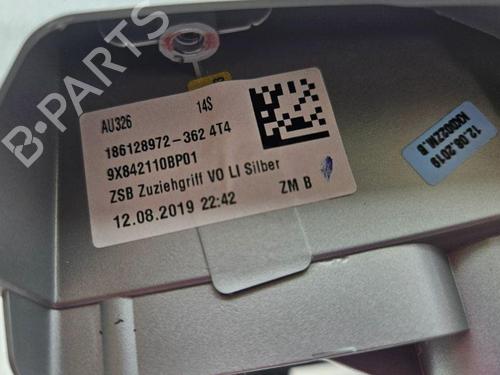 AU326 14S
186128972-362 4T4
9X842110BP01
ZSB Zuziehgriff VO LI Silber
12.08.2019 22:42 ZM B
12.08.2019
B-PARTS